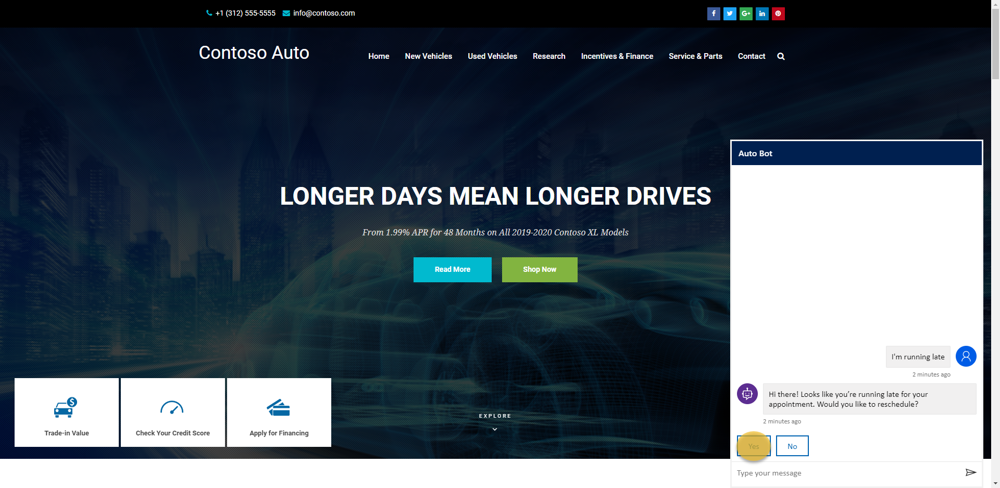 +1 (312) 555-5555 info@contoso.com
Contoso Auto
Home New Vehicles Used Vehicles Research Incentives & Finance Service & Parts Contact
LONGER DAYS MEAN LONGER DRIVES
From 1.99% APR for 48 Months on All 2019-2020 Contoso XL Models
Read More Shop Now
Trade-in Value Check Your Credit Score Apply for Financing
EXPLORE
Auto Bot
I'm running late
2 minutes ago
Hi there! Looks like you’re running late for your
appointment. Would you like to reschedule?
2 minutes ago
Yes No
Type your message